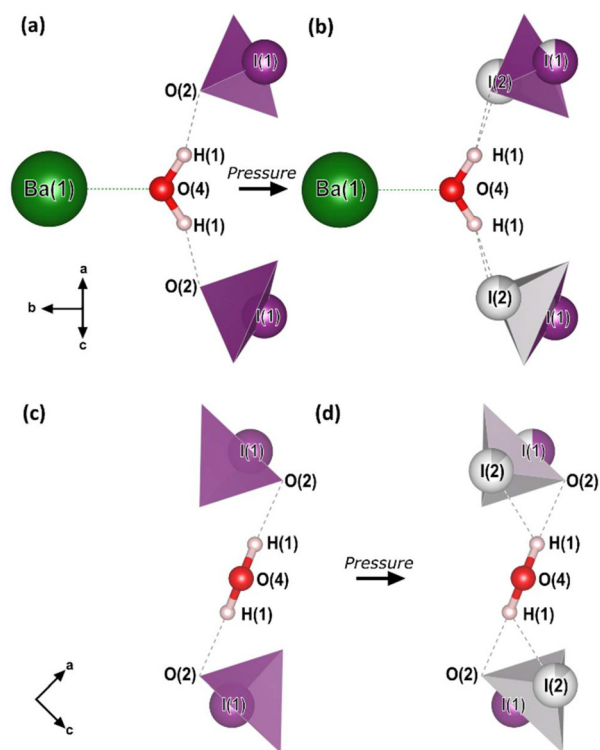 (a)
(b)
I(1)
I(1)
O(2)
I(2)
H(1)
H(1)
Ba(1)
O(4)
Pressure
Ba(1)
O(4)
H(1)
H(1)
O(2)
I(2)
a
b
c
I(1)
I(1)
(c)
(d)
I(1)
I(1)
O(2)
I(2)
O(2)
H(1)
H(1)
O(4)
Pressure
O(4)
H(1)
H(1)
O(2)
O(2)
I(2)
a
c
I(1)
I(1)